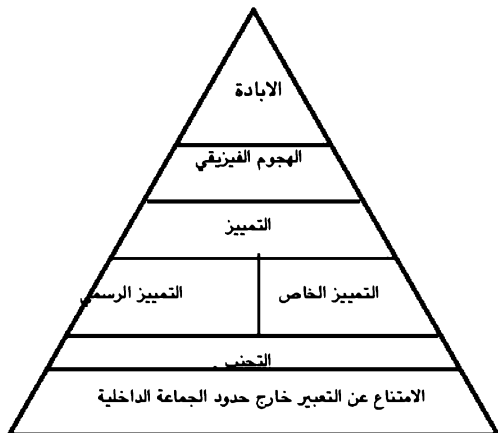 الابادة
الهجوم الفيزيقي
التمييز
التمييز الخاص
التمييز الرسمي
التجنب .
الامتناع عن التعبير خارج حدود الجماعة الداخلية